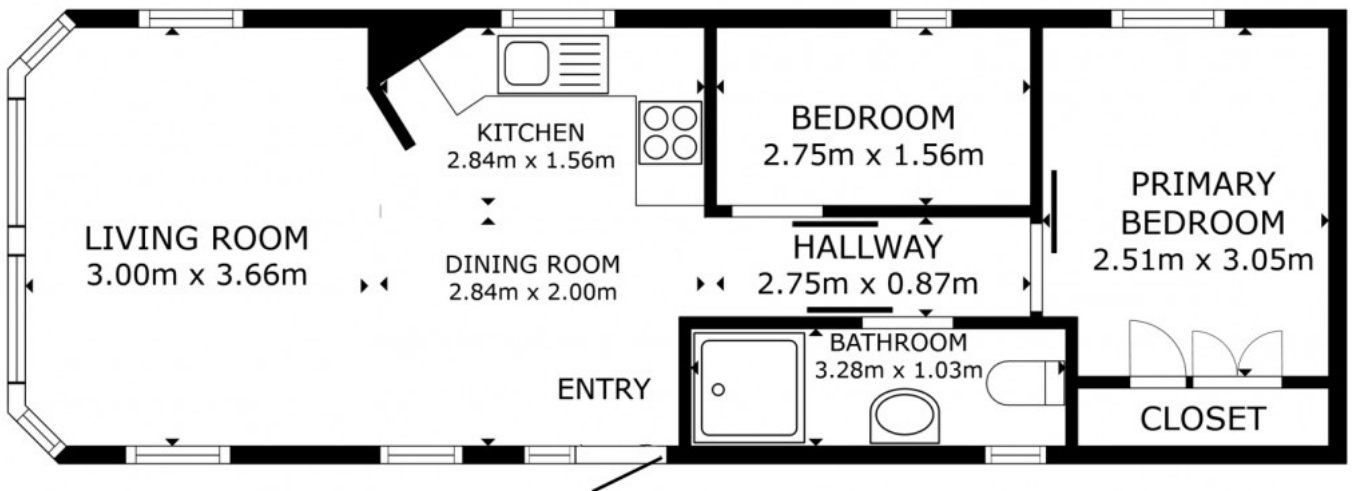 LIVING ROOM
3.00m x 3.66m
KITCHEN
2.84m x 1.56m
DINING ROOM
2.84m x 2.00m
ENTRY
BEDROOM
2.75m x 1.56m
HALLWAY
2.75m x 0.87m
BATHROOM
3.28m x 1.03m
PRIMARY
BEDROOM
2.51m x 3.05m
CLOSET